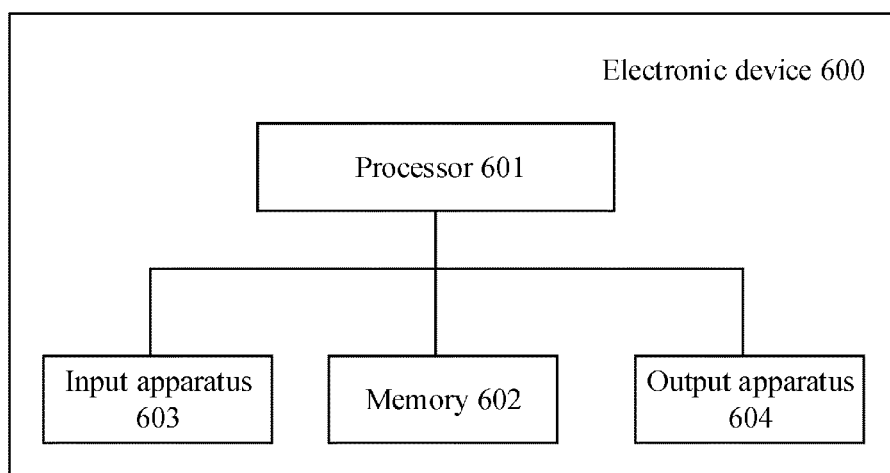 Electronic device 600
Processor 601
Input apparatus
603
Memory 602
Output apparatus
604